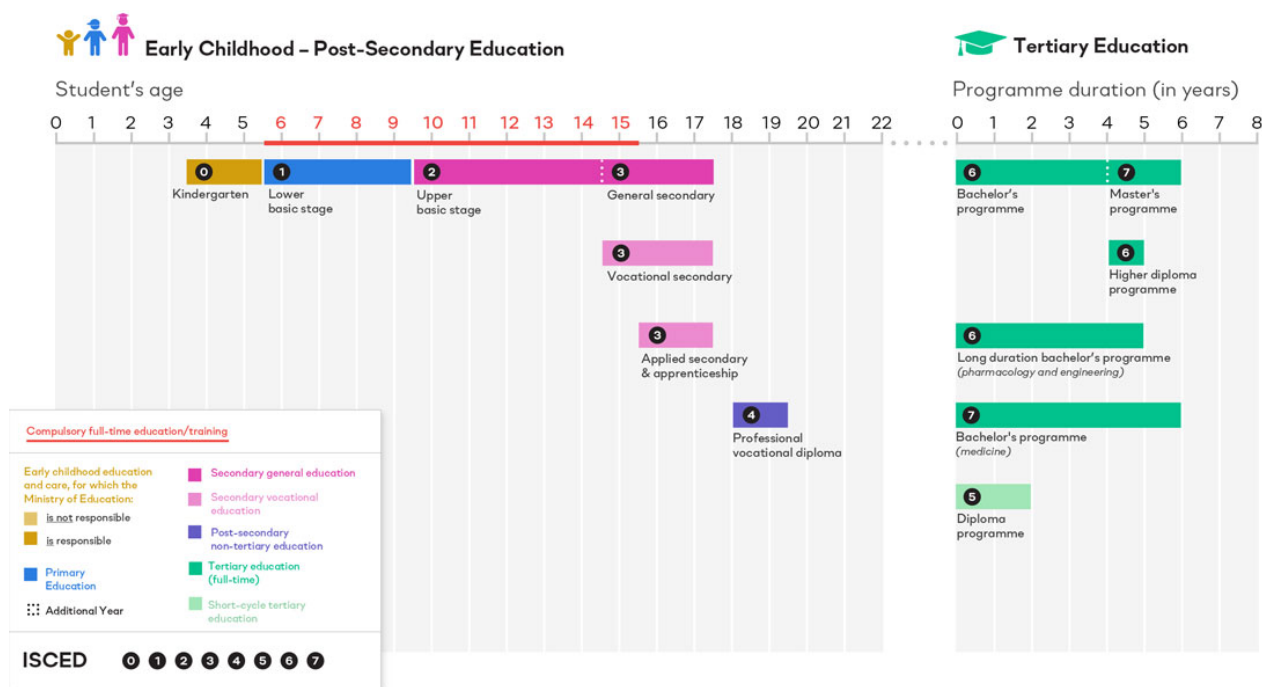 Early Childhood – Post-Secondary Education
Tertiary Education
Student's age
Programme duration (in years)
0 1 2 3 4 5 6 7 8 9 10 11 12 13 14 15 16 17 18 19 20 21 22
0 1 2 3 4 5 6 7 8
0 1 2 3
Kindergarten
Lower
basic stage
Upper
basic stage
General secondary
6 7
Bachelor's
programme
Master's
programme
3
Vocational secondary
6
Higher diploma
programme
3
Applied secondary
& apprenticeship
6
Long duration bachelor's programme
(pharmacology and engineering)
4
Professional
vocational diploma
7
Bachelor's programme
(medicine)
5
Diploma
programme
Compulsory full-time education/training
Early childhood education
and care, for which the
Ministry of Education:
is not responsible
is responsible
Primary
Education
Additional Year
Secondary general education
Secondary vocational
education
Post-secondary
non-tertiary education
Tertiary education
(full-time)
Short-cycle tertiary
education
ISCED 0 1 2 3 4 5 6 7